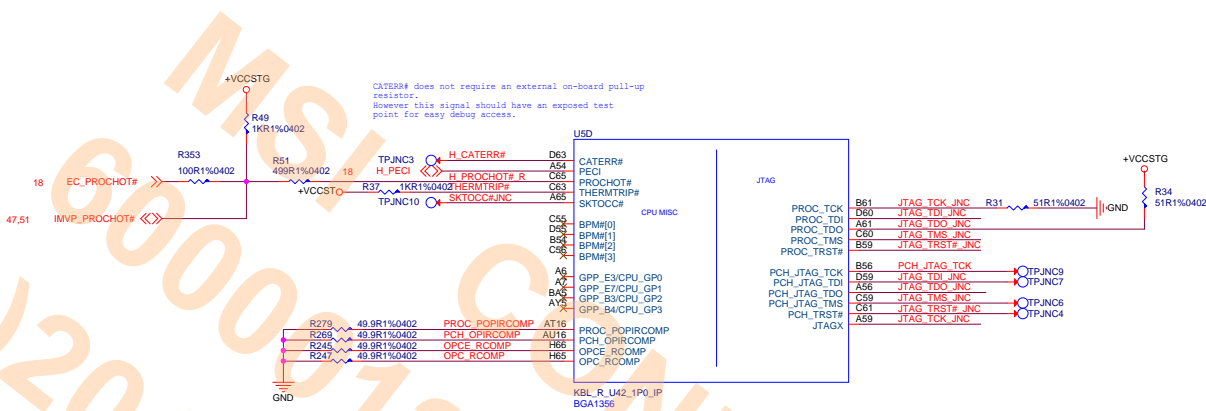 MSI
CON
+VCCSTG
R49
1KR1%0402
CATERR# does not require an external on-board pull-up
resistor.
However this signal should have an exposed test
point for easy debug access.
R353
100R1%0402
R51
499R1%0402
18 EC_PROCHOT#
47,51 IMVP_PROCHOT#
TPJNC3 H_CATERR# D63
18 H_PECI A54
H_PROCHOT#_R C65
+VCCST R37 1KR1%0402 THERMTRIP# C63
TPJNC10 SKTOCC#JNC A65
C55
D55
B54
C56
A6
A7
BA5
AY5
R279 49.9R1%0402 PROC_POPIRCOMP AT16
R269 49.9R1%0402 PCH_OPIRCOMP AU16
R245 49.9R1%0402 OPCE_RCOMP H66
R247 49.9R1%0402 OPC_RCOMP H65
GND
U5D
CATERR#
PECI
PROCHOT#
THERMTRIP#
SKTOCC#
CPU MISC
BPM#[0]
BPM#[1]
BPM#[2]
BPM#[3]
GPP_E3/CPU_GP0
GPP_E7/CPU_GP1
GPP_B3/CPU_GP2
GPP_B4/CPU_GP3
PROC_POPIRCOMP
PCH_OPIRCOMP
OPCE_RCOMP
OPC_RCOMP
JTAG
PROC_TCK
PROC_TDI
PROC_TDO
PROC_TMS
PROC_TRST#
PCH_JTAG_TCK
PCH_JTAG_TDI
PCH_JTAG_TDO
PCH_JTAG_TMS
PCH_TRST#
JTAGX
KBL_R_U42_1P0_IP
BGA1356
B61 JTAG_TCK_JNC R31 51R1%0402 GND
D60 JTAG_TDI_JNC
A61 JTAG_TDO_JNC
C60 JTAG_TMS_JNC
B59 JTAG_TRST#_JNC
B56 PCH_JTAG_TCK TPJNC9
D59 JTAG_TDI_JNC TPJNC7
A56 JTAG_TDO_JNC
C59 JTAG_TMS_JNC TPJNC6
C61 JTAG_TRST#_JNC TPJNC4
A59 JTAG_TCK_JNC
+VCCSTG
R34
51R1%0402